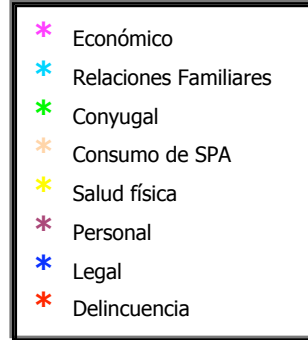 * Económico
* Relaciones Familiares
* Conyugal
* Consumo de SPA
* Salud física
* Personal
* Legal
* Delincuencia